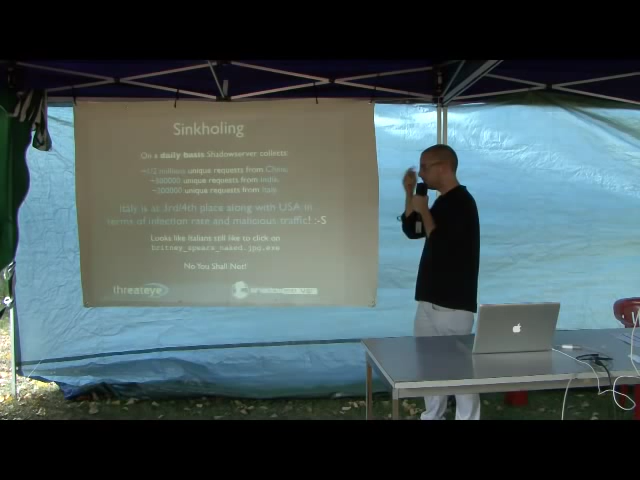 Sinkholing
On a daily basis Shadowserver collects:
unique requests from China
~500000 unique requests from India
~200000 unique requests from Italy
Italy is at 3rd/4th place along with USA in
terms of infection rate and malicious traffic! :-S
Looks like Italians still like to click on
britney_spears_naked.jpg.exe
No You Shall Not!
threateye